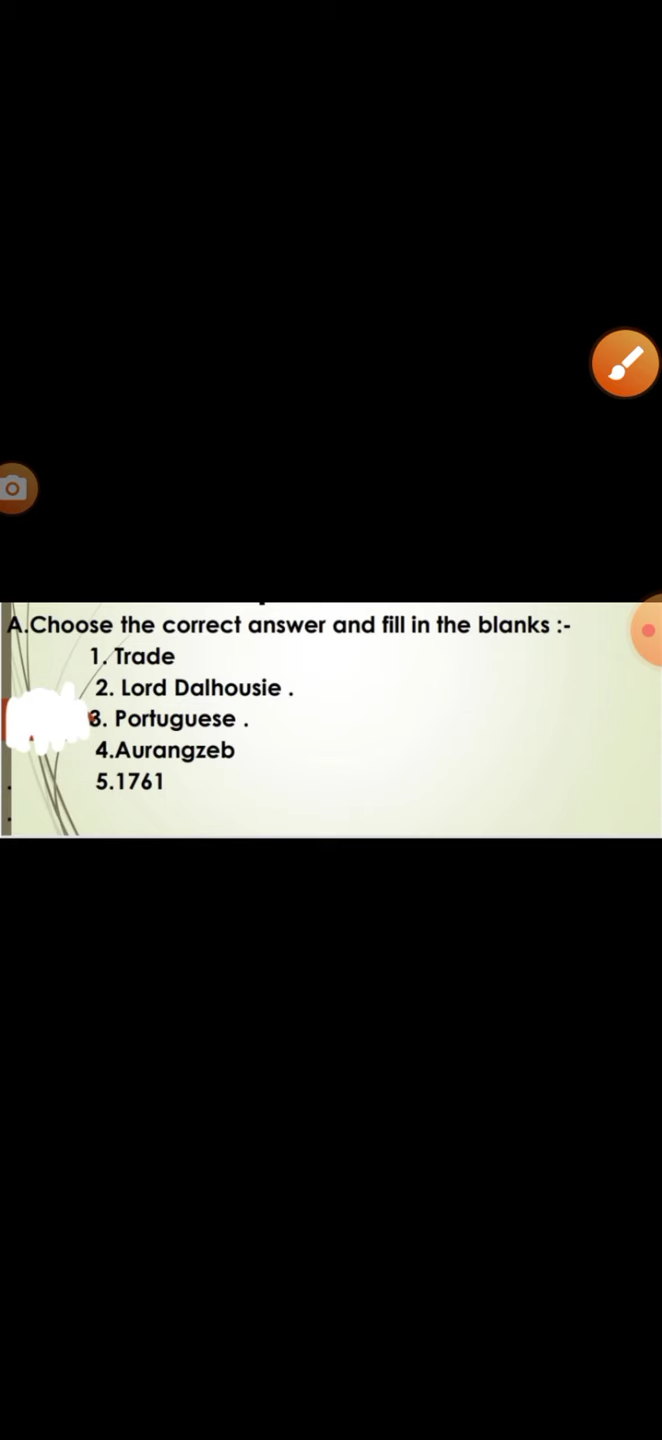 A.Choose the correct answer and fill in the blanks :-
1. Trade
2. Lord Dalhousie .
3. Portuguese .
4.Aurangzeb
5.1761